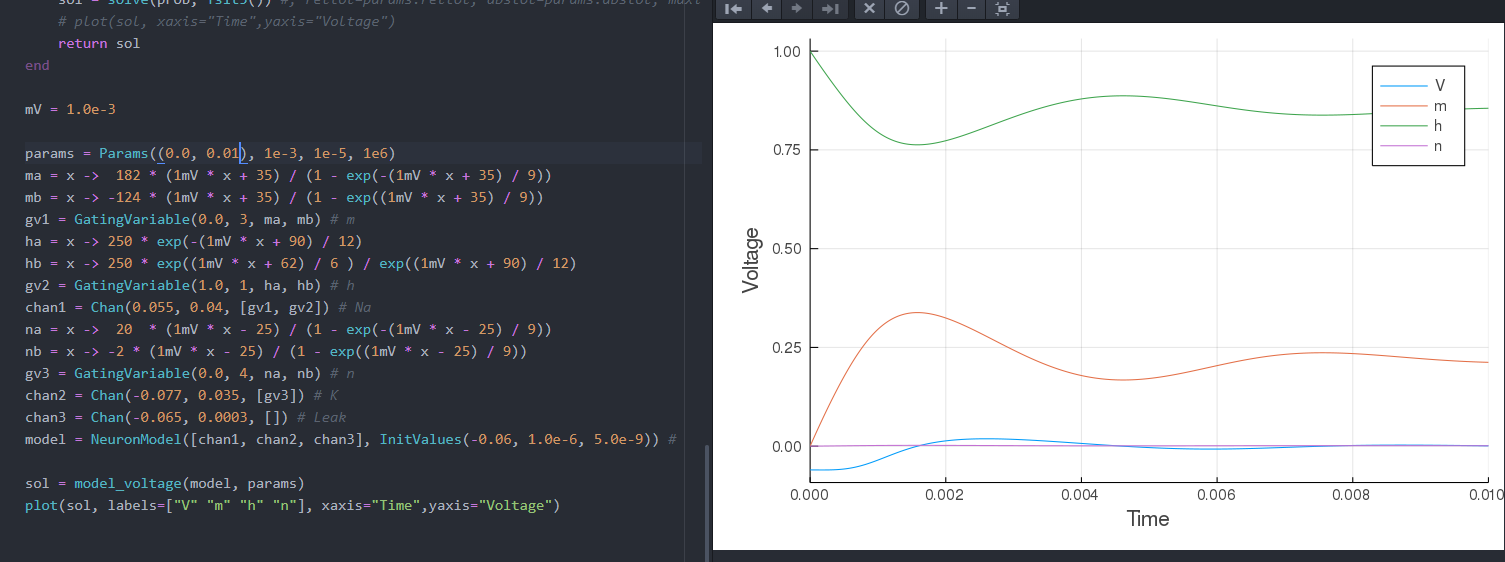 sol = solve(prob, Tsit5()) #, reltol=params.reltol, abstol=params.abstol, maxi
# plot(sol, xaxis="Time",yaxis="Voltage")
return sol
end
mV = 1.0e-3
params = Params((0.0, 0.01), 1e-3, 1e-5, 1e6)
ma = x -> 182 * (1mV * x + 35) / (1 - exp(-(1mV * x + 35) / 9))
mb = x -> -124 * (1mV * x + 35) / (1 - exp((1mV * x + 35) / 9))
gv1 = GatingVariable(0.0, 3, ma, mb) # m
ha = x -> 250 * exp(-(1mV * x + 90) / 12)
hb = x -> 250 * exp((1mV * x + 62) / 6 ) / exp((1mV * x + 90) / 12)
gv2 = GatingVariable(1.0, 1, ha, hb) # h
chan1 = Chan(0.055, 0.04, [gv1, gv2]) # Na
na = x -> 20 * (1mV * x - 25) / (1 - exp(-(1mV * x - 25) / 9))
nb = x -> -2 * (1mV * x - 25) / (1 - exp((1mV * x - 25) / 9))
gv3 = GatingVariable(0.0, 4, na, nb) # n
chan2 = Chan(-0.077, 0.035, [gv3]) # K
chan3 = Chan(-0.065, 0.0003, []) # Leak
model = NeuronModel([chan1, chan2, chan3], InitValues(-0.06, 1.0e-6, 5.0e-9)) #
sol = model_voltage(model, params)
plot(sol, labels=["V" "m" "h" "n"], xaxis="Time",yaxis="Voltage")
1.00
0.75
0.50
0.25
0.00
Voltage
0.000 0.002 0.004 0.006 0.008 0.010
Time
V
m
h
n